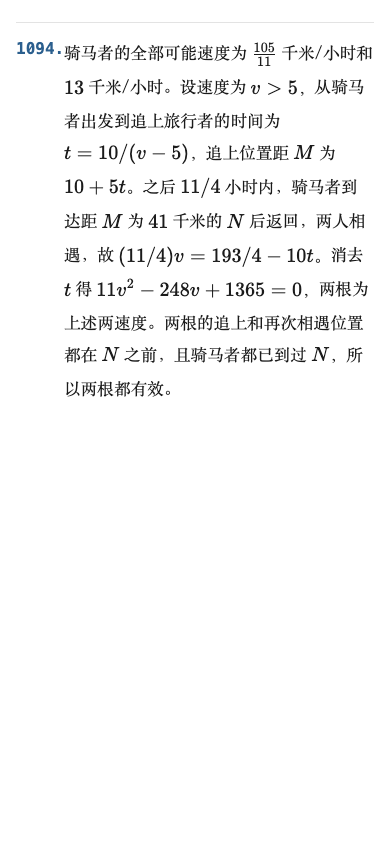 1094. 骑马者的全部可能速度为 $\frac{105}{11}$ 千米/小时和
13 千米/小时。设速度为 $v > 5$，从骑马
者出发到追上旅行者的时间为
$t = 10/(v - 5)$，追上位置距 $M$ 为
$10 + 5t$。之后 $11/4$ 小时内，骑马者到
达距 $M$ 为 41 千米的 $N$ 后返回，两人相
遇，故 $(11/4)v = 193/4 - 10t$。消去
$t$ 得 $11v^2 - 248v + 1365 = 0$，两根为
上述两速度。两根的追上和再次相遇位置
都在 $N$ 之前，且骑马者都已到过 $N$，所
以两根都有效。